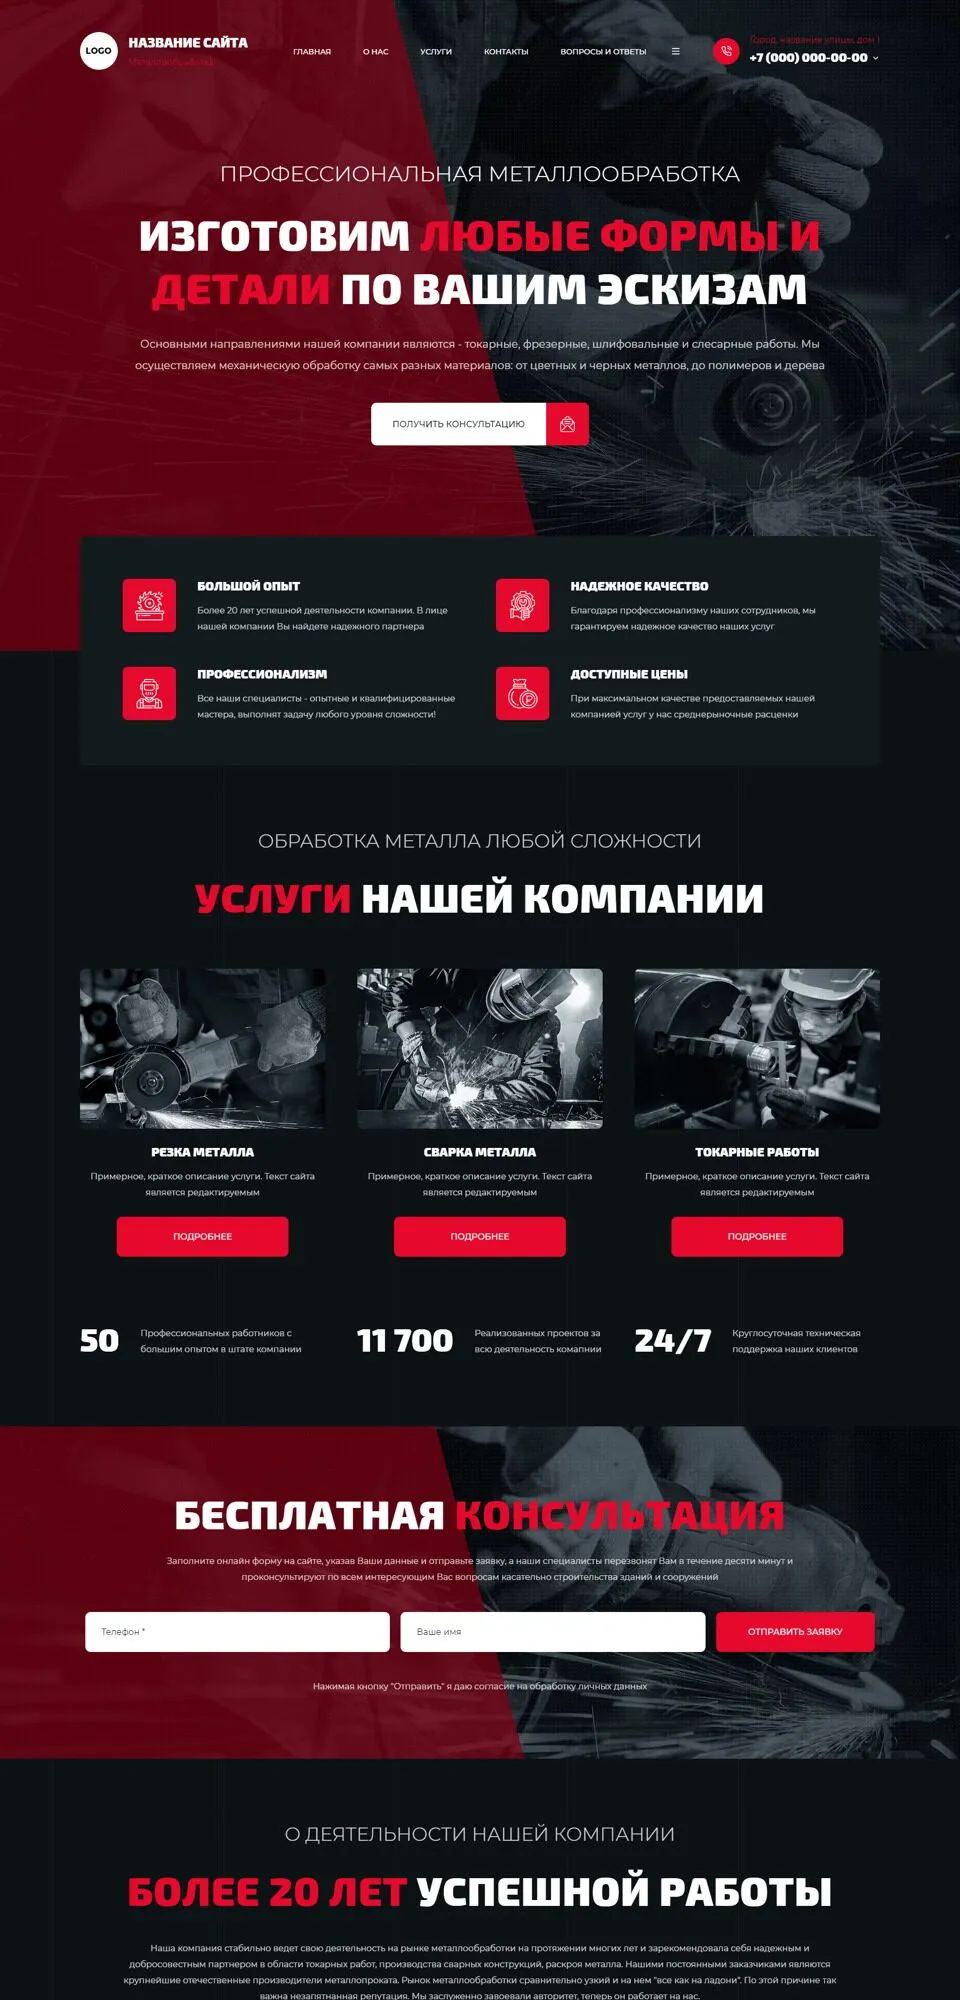 LOGO
НАЗВАНИЕ САЙТА
Металлообработка
ГЛАВНАЯ
О НАС
УСЛУГИ
КОНТАКТЫ
ВОПРОСЫ И ОТВЕТЫ
Город, название улицы, дом 1
+7 (000) 000-00-00
ПРОФЕССИОНАЛЬНАЯ МЕТАЛЛООБРАБОТКА
ИЗГОТОВИМ ЛЮБЫЕ ФОРМЫ И
ДЕТАЛИ ПО ВАШИМ ЭСКИЗАМ
Основными направлениями нашей компании являются - токарные, фрезерные, шлифовальные и слесарные работы. Мы
осуществляем механическую обработку самых разных материалов: от цветных и черных металлов, до полимеров и дерева
ПОЛУЧИТЬ КОНСУЛЬТАЦИЮ
БОЛЬШОЙ ОПЫТ
Более 20 лет успешной деятельности компании. В лице
нашей компании Вы найдете надежного партнера
НАДЕЖНОЕ КАЧЕСТВО
Благодаря профессионализму наших сотрудников, мы
гарантируем надежное качество наших услуг
ПРОФЕССИОНАЛИЗМ
Все наши специалисты - опытные и квалифицированные
мастера, выполнят задачу любого уровня сложности!
ДОСТУПНЫЕ ЦЕНЫ
При максимальном качестве предоставляемых нашей
компанией услуг у нас среднерыночные расценки
ОБРАБОТКА МЕТАЛЛА ЛЮБОЙ СЛОЖНОСТИ
УСЛУГИ НАШЕЙ КОМПАНИИ
РЕЗКА МЕТАЛЛА
Примерное, краткое описание услуги. Текст сайта
является редактируемым
ПОДРОБНЕЕ
СВАРКА МЕТАЛЛА
Примерное, краткое описание услуги. Текст сайта
является редактируемым
ПОДРОБНЕЕ
ТОКАРНЫЕ РАБОТЫ
Примерное, краткое описание услуги. Текст сайта
является редактируемым
ПОДРОБНЕЕ
50
Профессиональных работников с
большим опытом в штате компании
11 700
Реализованных проектов за
всю деятельность комапнии
24/7
Круглосуточная техническая
поддержка наших клиентов
БЕСПЛАТНАЯ КОНСУЛЬТАЦИЯ
Заполните онлайн форму на сайте, указав Ваши данные и отправьте заявку, а наши специалисты перезвонят Вам в течение десяти минут и
проконсультируют по всем интересующим Вас вопросам касательно строительства зданий и сооружений
Телефон *
Ваше имя
ОТПРАВИТЬ ЗАЯВКУ
Нажимая кнопку "Отправить" я даю согласие на обработку личных данных
О ДЕЯТЕЛЬНОСТИ НАШЕЙ КОМПАНИИ
БОЛЕЕ 20 ЛЕТ УСПЕШНОЙ РАБОТЫ
Наша компания стабильно ведет свою деятельность на рынке металлообработки на протяжении многих лет и зарекомендовала себя надежным и
добросовестным партнером в области токарных работ, производства сварных конструкций, раскроя металла. Нашими постоянными заказчиками являются
крупнейшие отечественные производители металлопроката. Рынок металлообработки сравнительно узкий и на нем "все как на ладони". По этой причине так
важна незапятнанная репутация. Мы заслуженно завоевали авторитет, теперь он работает на нас.